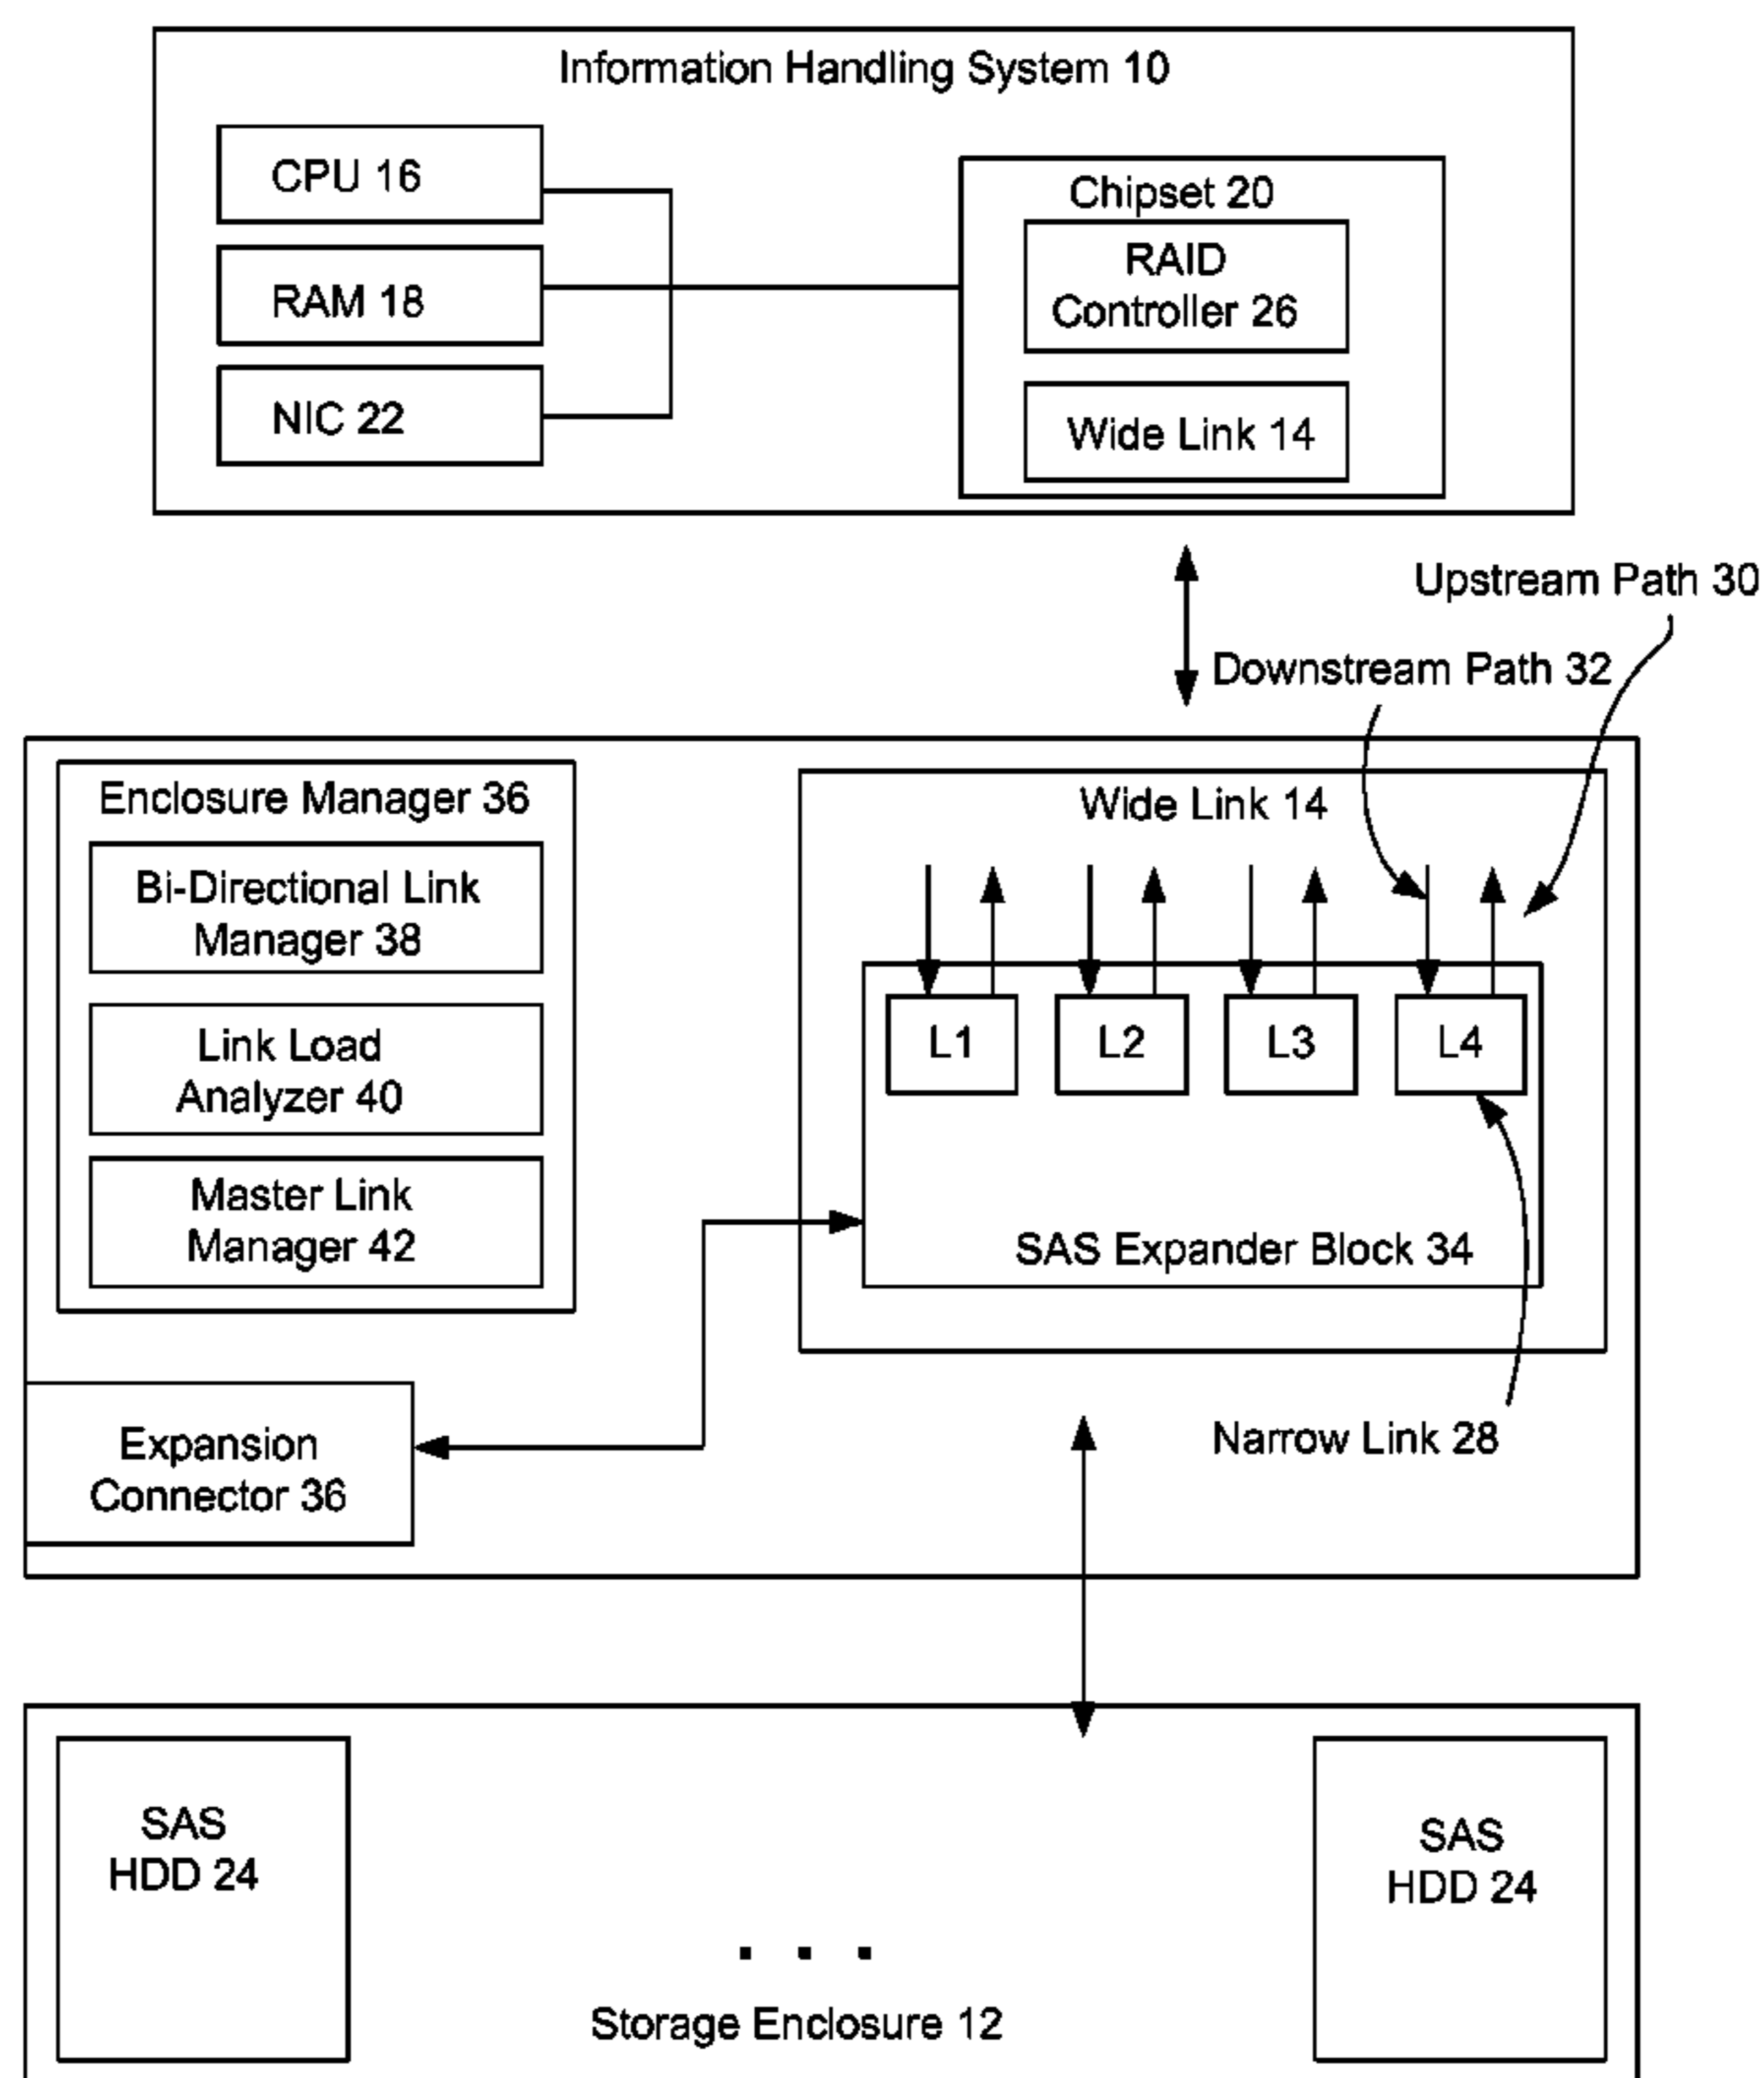 Information Handling System 10
CPU 16
RAM 18
NIC 22
Chipset 20
RAID
Controller 26
Wide Link 14
Upstream Path 30
Downstream Path 32
Enclosure Manager 36
Bi-Directional Link
Manager 38
Link Load
Analyzer 40
Master Link
Manager 42
Wide Link 14
L1
L2
L3
L4
SAS Expander Block 34
Expansion
Connector 36
Narrow Link 28
SAS
HDD 24
SAS
HDD 24
. . .
Storage Enclosure 12